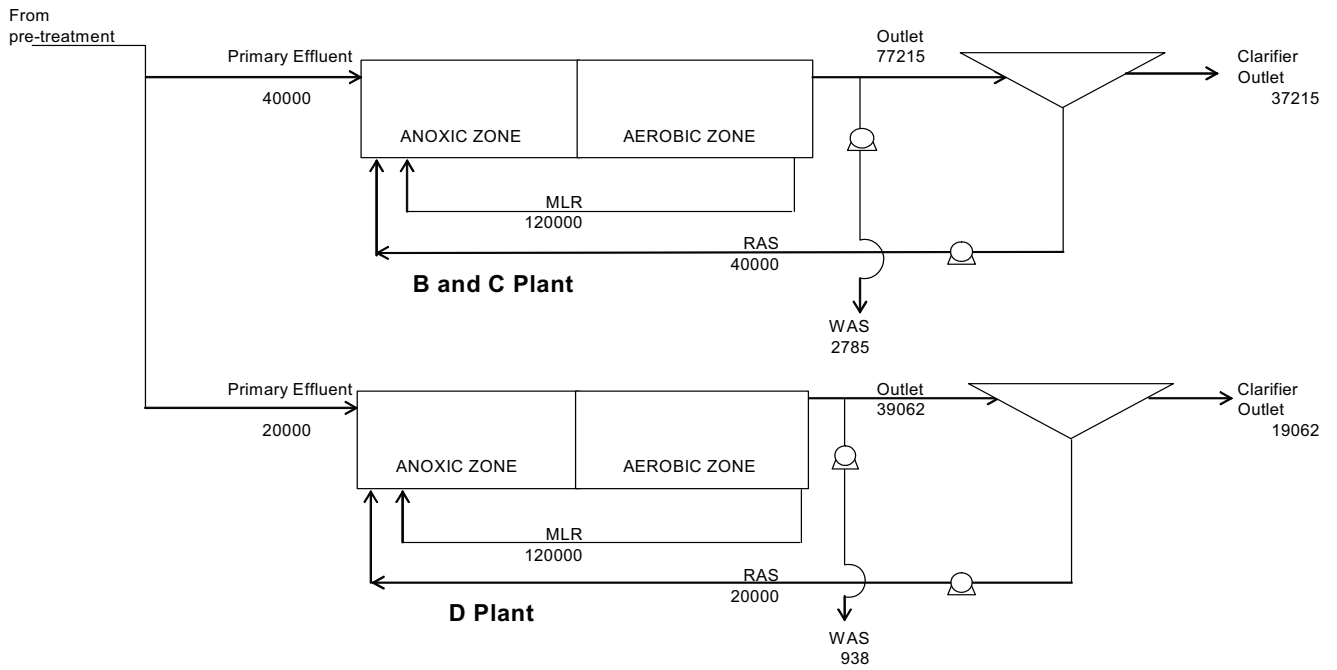 From
pre-treatment
Primary Effluent
40000
ANOXIC ZONE
AEROBIC ZONE
Outlet
77215
Clarifier
Outlet
37215
MLR
120000
RAS
40000
B and C Plant
WAS
2785
Primary Effluent
20000
ANOXIC ZONE
AEROBIC ZONE
Outlet
39062
Clarifier
Outlet
19062
MLR
120000
RAS
20000
D Plant
WAS
938